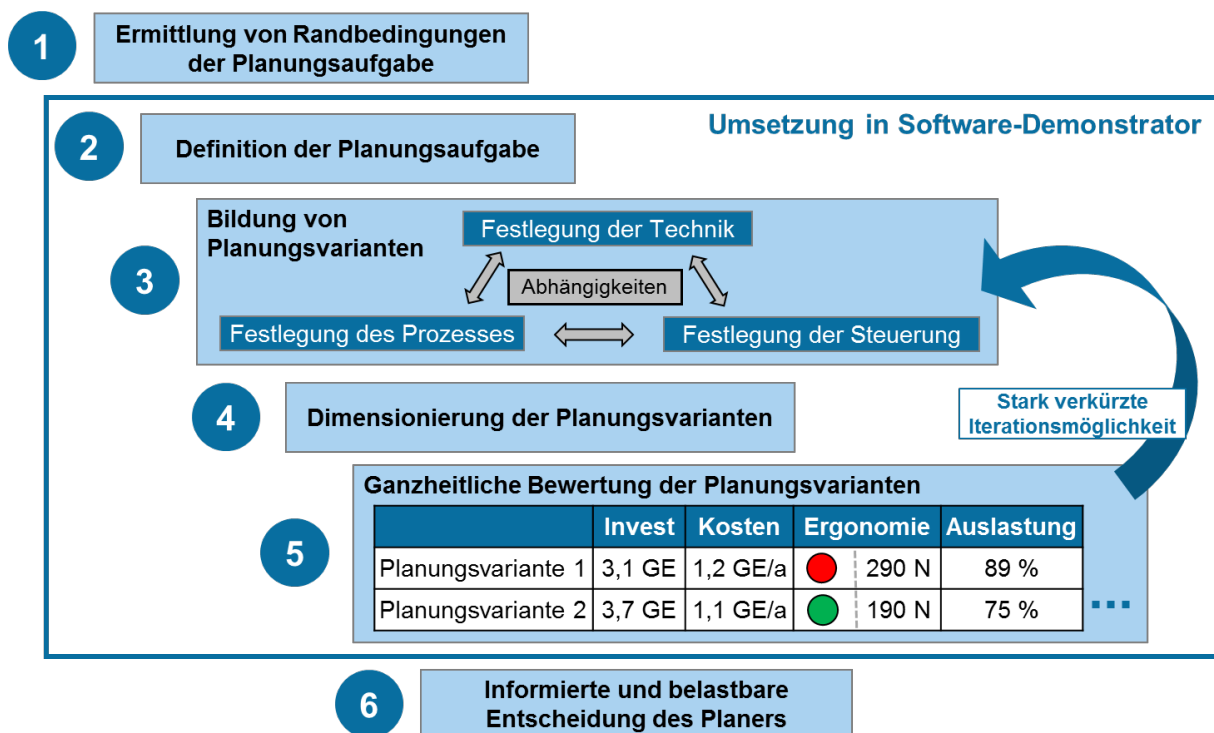 1
Ermittlung von Randbedingungen
der Planungsaufgabe
Umsetzung in Software-Demonstrator
2
Definition der Planungsaufgabe
3
Bildung von
Planungsvarianten
Festlegung der Technik
Abhängigkeiten
Festlegung des Prozesses
Festlegung der Steuerung
4
Dimensionierung der Planungsvarianten
Stark verkürzte
Iterationsmöglichkeit
5
Ganzheitliche Bewertung der Planungsvarianten
Invest Kosten Ergonomie Auslastung
Planungsvariante 1 3,1 GE 1,2 GE/a 290 N 89 %
Planungsvariante 2 3,7 GE 1,1 GE/a 190 N 75 %
...
6
Informierte und belastbare
Entscheidung des Planers